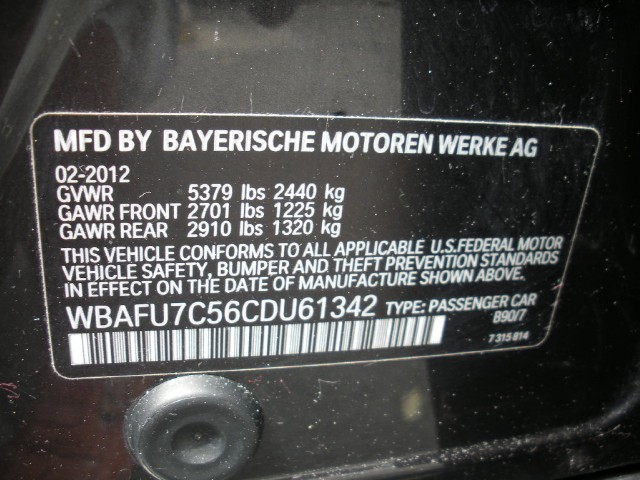 MFD BY BAYERISCHE MOTOREN WERKE AG
02-2012
GVWR 5379 lbs 2440 kg
GAWR FRONT 2701 lbs 1225 kg
GAWR REAR 2910 lbs 1320 kg
THIS VEHICLE CONFORMS TO ALL APPLICABLE U.S.FEDERAL MOTOR
VEHICLE SAFETY, BUMPER AND THEFT PREVENTION STANDARDS
IN EFFECT ON THE DATE OF MANUFACTURE SHOWN ABOVE.
WBAFU7C56CDU61342 TYPE: PASSENGER CAR
B90/7
7315814